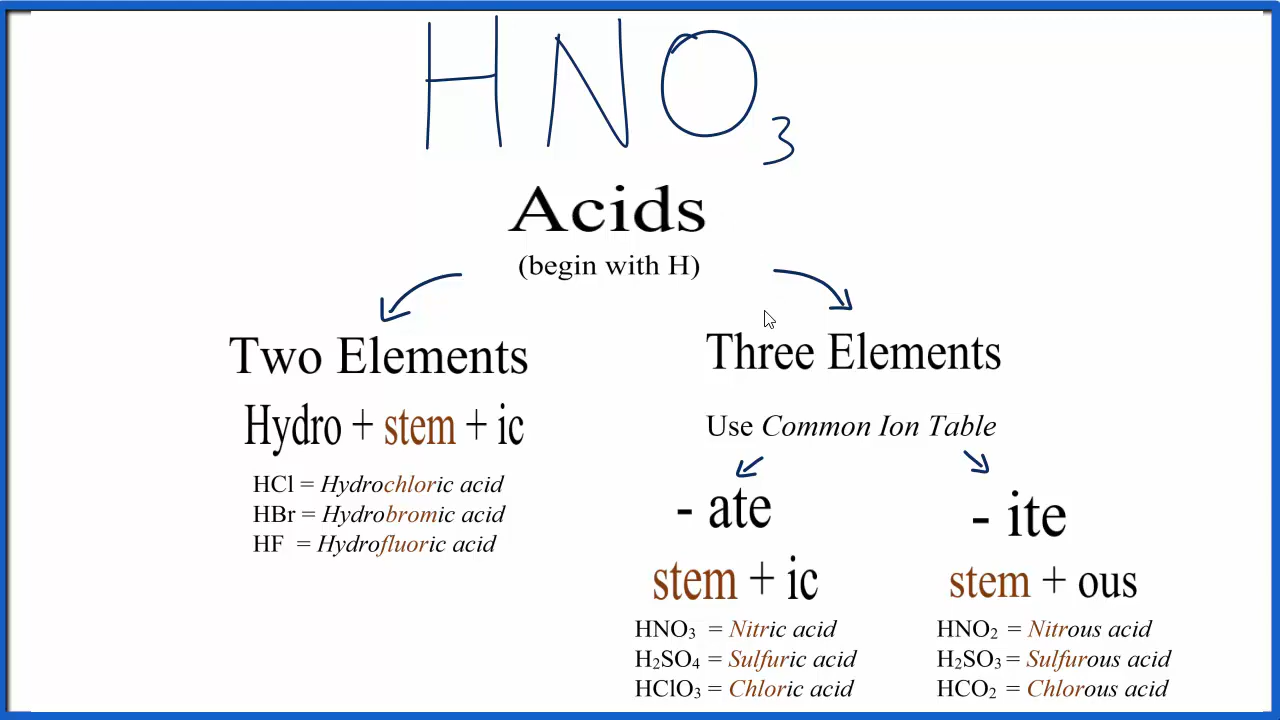 HNO₃
Acids
(begin with H)
Two Elements
Hydro + stem + ic
HCl = Hydrochloric acid
HBr = Hydrobromic acid
HF = Hydrofluoric acid
Three Elements
Use Common Ion Table
- ate
stem + ic
HNO₃ = Nitric acid
H₂SO₄ = Sulfuric acid
HClO₃ = Chloric acid
- ite
stem + ous
HNO₂ = Nitrous acid
H₂SO₃ = Sulfurous acid
HCO₂ = Chlorous acid